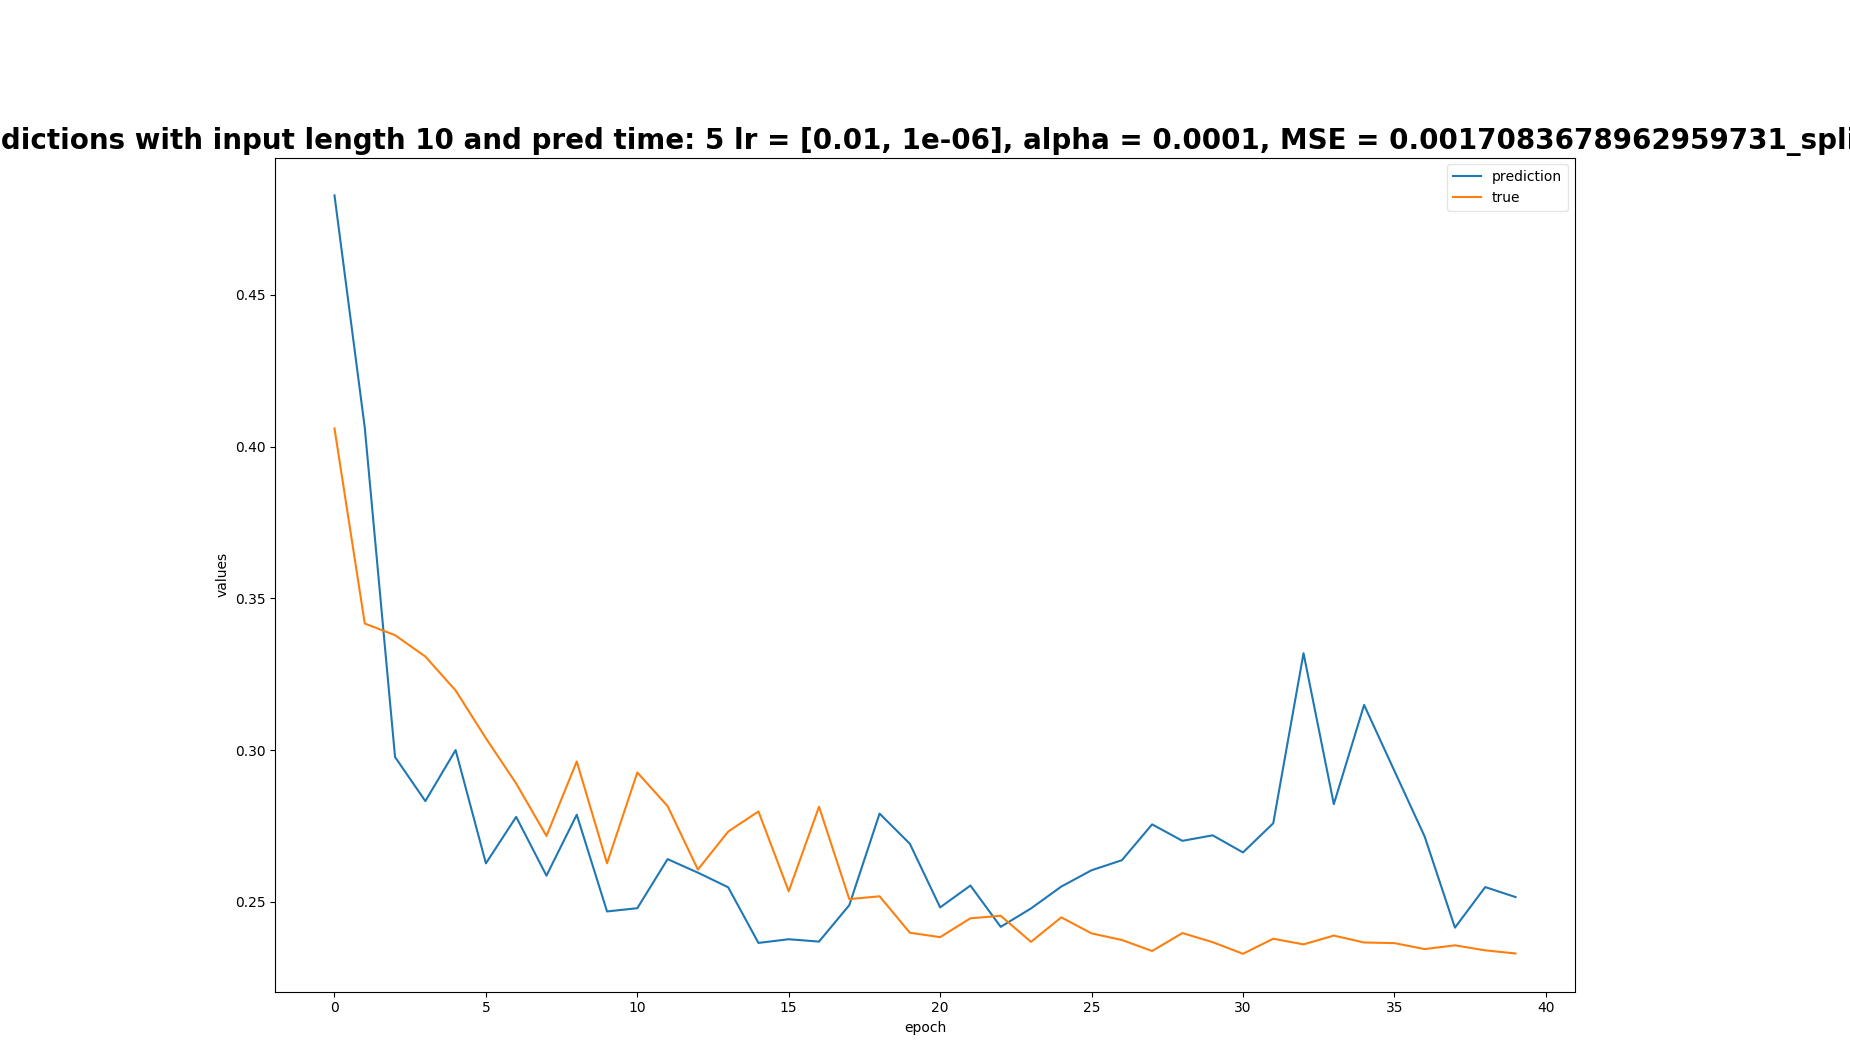 dictions with input length 10 and pred time: 5 lr = [0.01, 1e-06], alpha = 0.0001, MSE = 0.0017083678962959731_spli
prediction
true
0.45
0.40
0.35
0.30
0.25
values
0 5 10 15 20 25 30 35 40
epoch